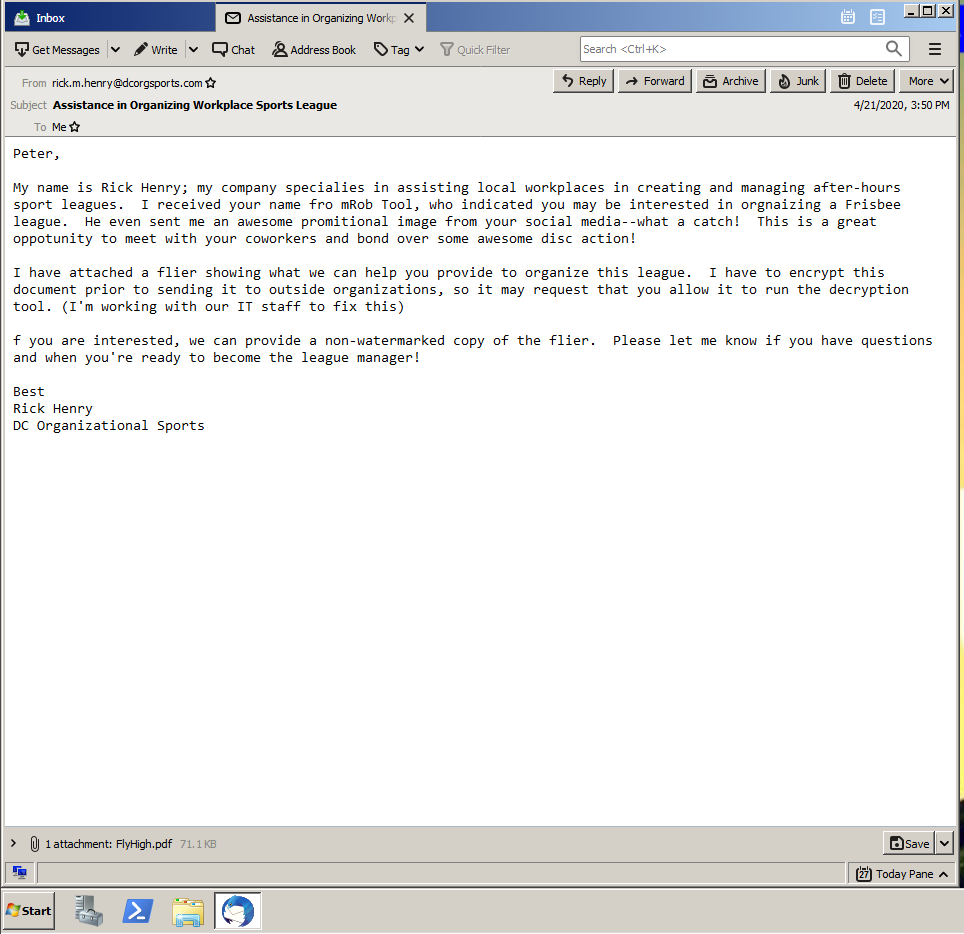 Inbox
Assistance in Organizing Workp
Get Messages
Write
Chat
Address Book
Tag
Quick Filter
Search <Ctrl+K>
From rick.m.henry@dcorgsports.com
Reply
Forward
Archive
Junk
Delete
More
Subject Assistance in Organizing Workplace Sports League
4/21/2020, 3:50 PM
To Me
Peter,
My name is Rick Henry; my company specialies in assisting local workplaces in creating and managing after-hours
sport leagues.  I received your name fro mRob Tool, who indicated you may be interested in orgnaizing a Frisbee
league.  He even sent me an awesome promitional image from your social media--what a catch!  This is a great
oppotunity to meet with your coworkers and bond over some awesome disc action!
I have attached a flier showing what we can help you provide to organize this league.  I have to encrypt this
document prior to sending it to outside organizations, so it may request that you allow it to run the decryption
tool. (I'm working with our IT staff to fix this)
f you are interested, we can provide a non-watermarked copy of the flier.  Please let me know if you have questions
and when you're ready to become the league manager!
Best
Rick Henry
DC Organizational Sports
1 attachment: FlyHigh.pdf 71.1 KB
Save
27 Today Pane
Start